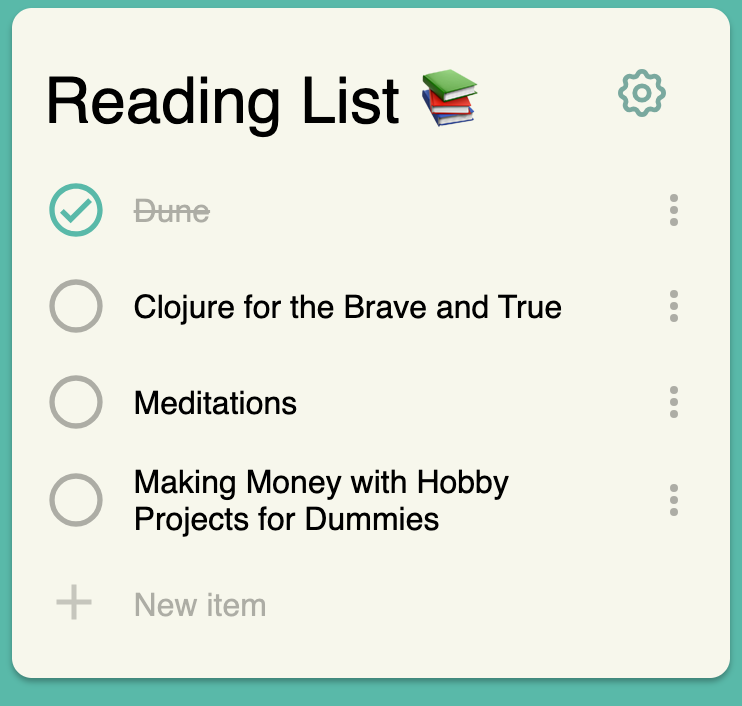 Reading List 📚
Dune
Clojure for the Brave and True
Meditations
Making Money with Hobby
Projects for Dummies
New item